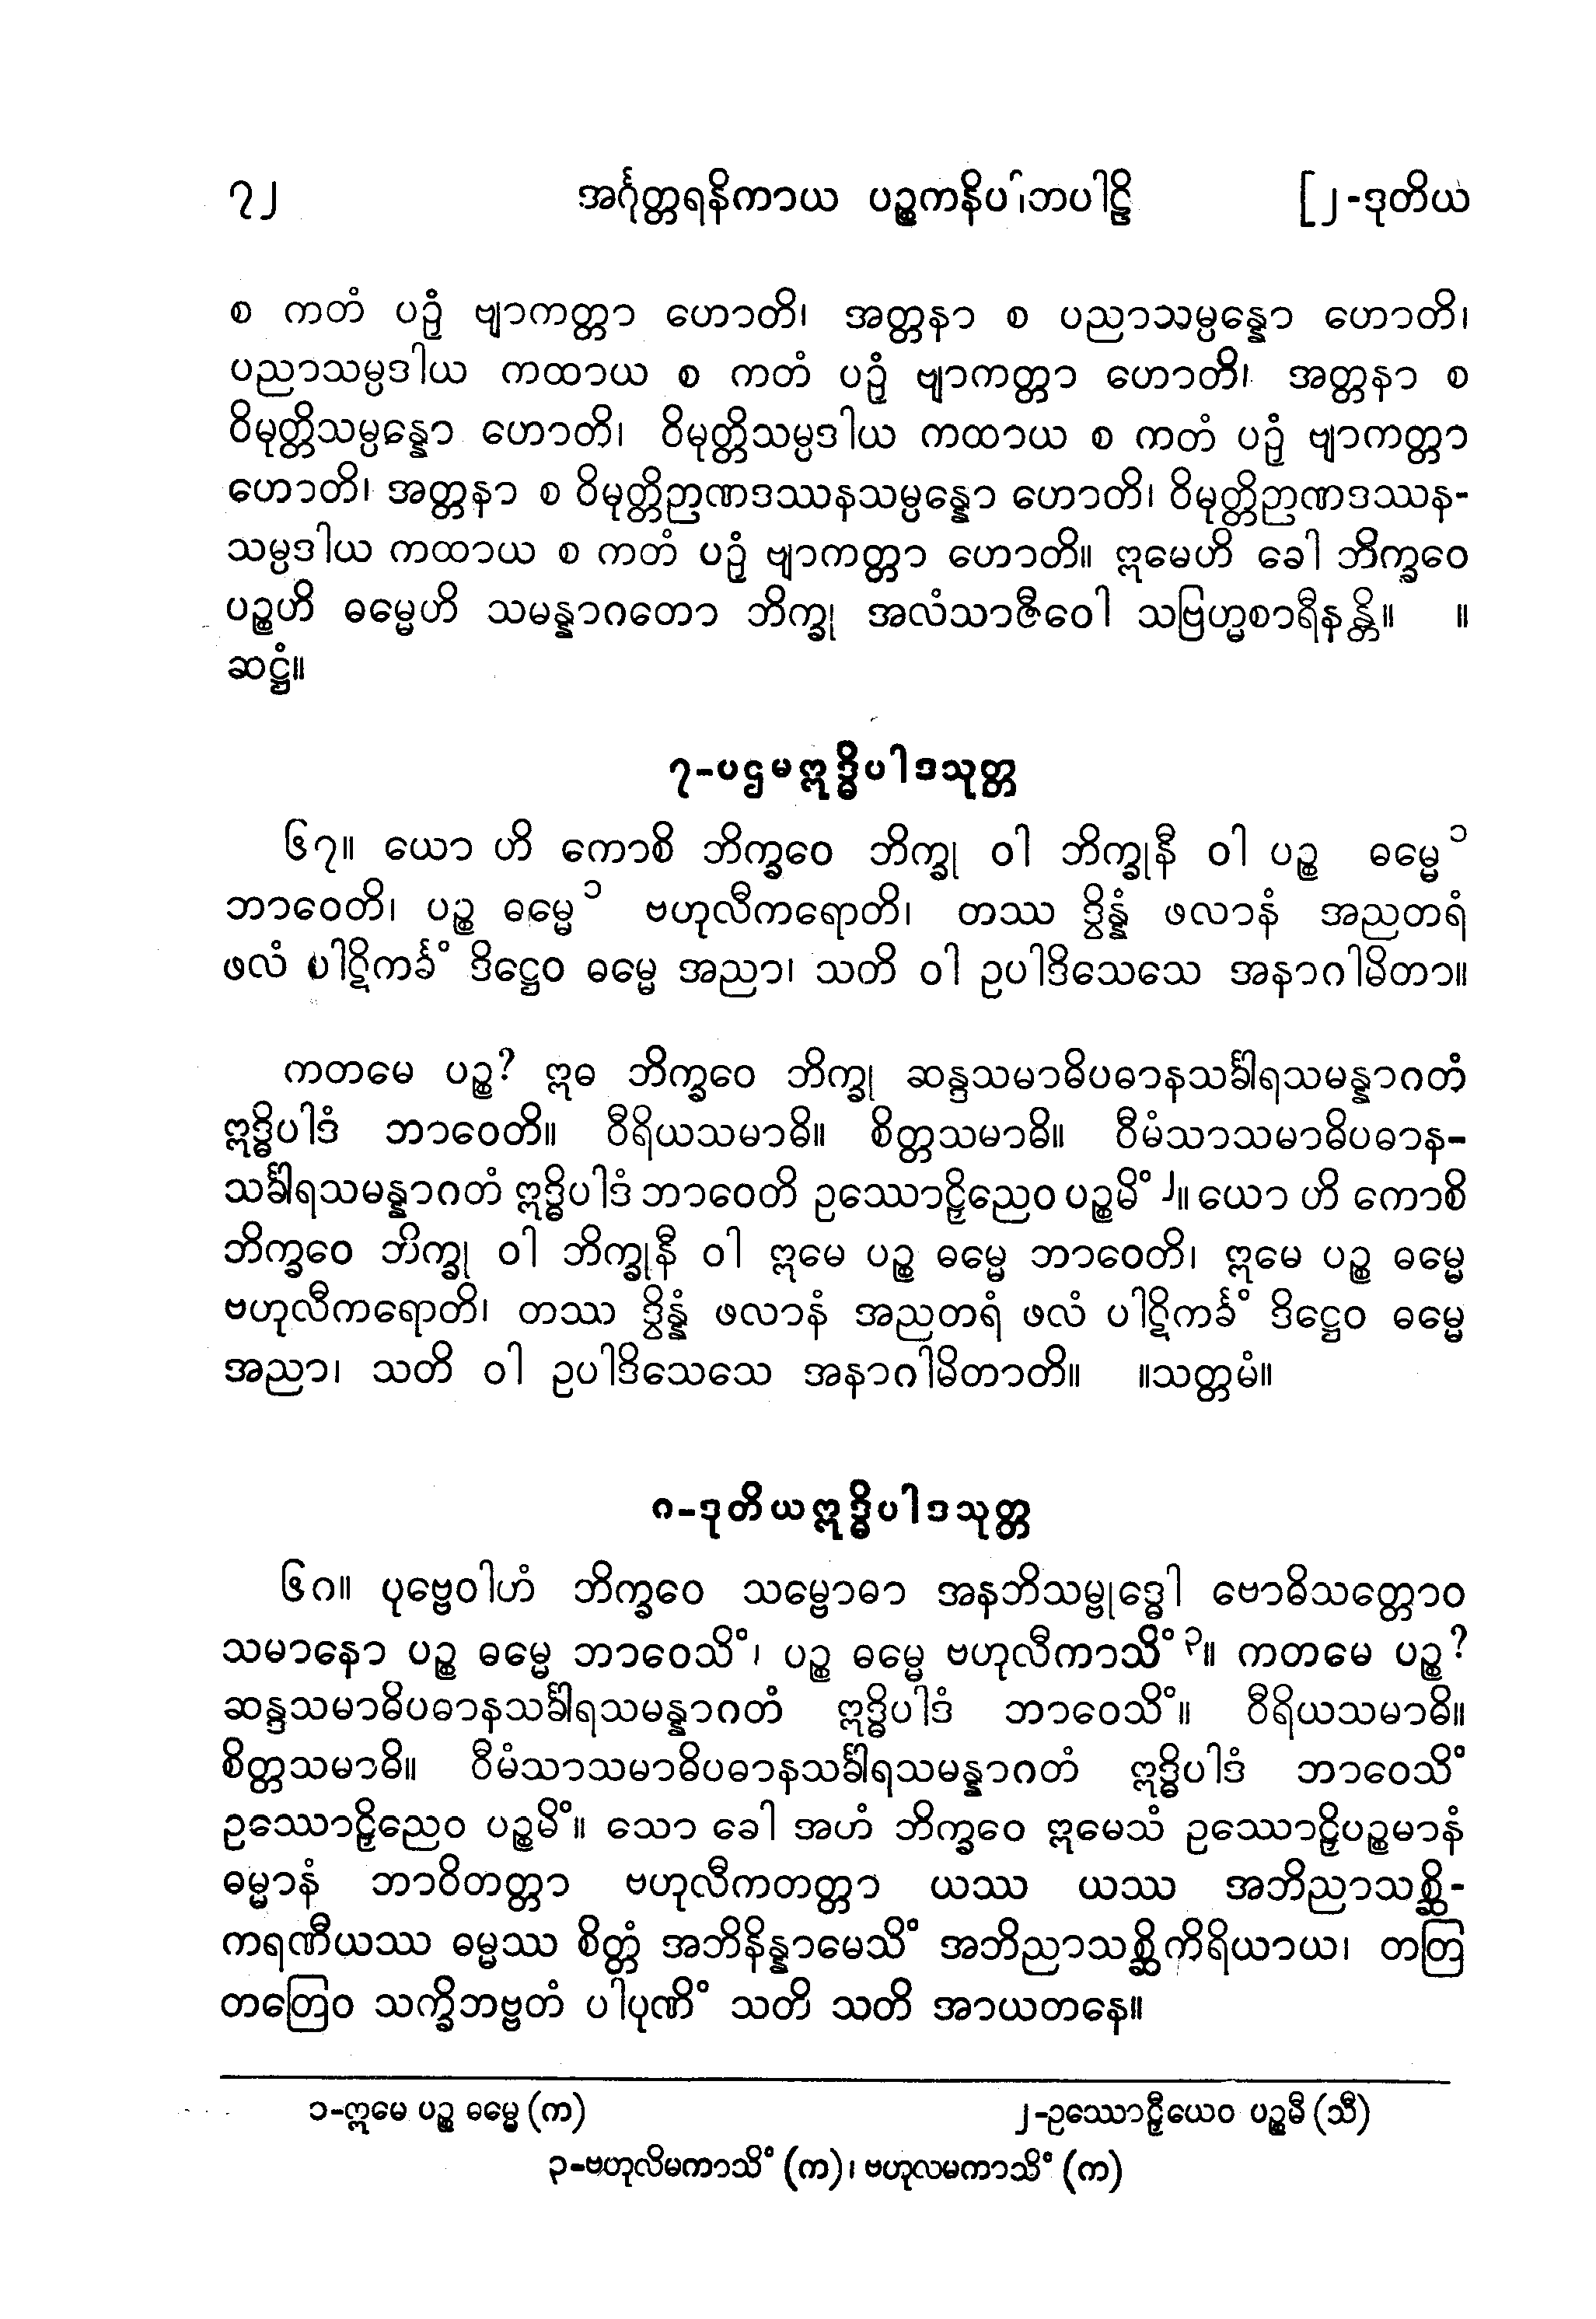 ၇၂ အင်္ဂုတ္တရနိကာယ ပဉ္စကနိပါတပါဠိ [၂-ဒုတိယ
စ ကတံ ပဉှံ ဗျာကတ္တာ ဟောတိ၊ အတ္တနာ စ ပညာသမ္ပန္နော ဟောတိ၊
ပညာသမ္ပဒါယ ကထာယ စ ကတံ ပဉှံ ဗျာကတ္တာ ဟောတိ၊ အတ္တနာ စ
ဝိမုတ္တိသမ္ပန္နော ဟောတိ၊ ဝိမုတ္တိသမ္ပဒါယ ကထာယ စ ကတံ ပဉှံ ဗျာကတ္တာ
ဟောတိ၊ အတ္တနာ စ ဝိမုတ္တိဉာဏဒဿနသမ္ပန္နော ဟောတိ၊ ဝိမုတ္တိဉာဏဒဿန-
သမ္ပဒါယ ကထာယ စ ကတံ ပဉှံ ဗျာကတ္တာ ဟောတိ။ ဣမေဟိ ခေါ ဘိက္ခဝေ
ပဉ္စဟိ ဓမ္မေဟိ သမန္နာဂတော ဘိက္ခု အလံသာဇီဝေါ သဗြဟ္မစာရီနန္တိ။ ။
ဆဋ္ဌံ။
၇-ပဌမဣဒ္ဓိပါဒသုတ္တ
၆၇။ ယော ဟိ ကောစိ ဘိက္ခဝေ ဘိက္ခု ဝါ ဘိက္ခုနီ ဝါ ပဉ္စ ဓမ္မေ ၁
ဘာဝေတိ၊ ပဉ္စ ဓမ္မေ ၁ ဗဟုလီကရောတိ၊ တဿ ဒွိန္နံ ဖလာနံ အညတရံ
ဖလံ ပါဋိကင်္ခံ ဒိဋ္ဌေဝ ဓမ္မေ အညာ၊ သတိ ဝါ ဥပါဒိသေသေ အနာဂါမိတာ။
ကတမေ ပဉ္စ? ဣဓ ဘိက္ခဝေ ဘိက္ခု ဆန္ဒသမာဓိပဓာနသင်္ခါရသမန္နာဂတံ
ဣဒ္ဓိပါဒံ ဘာဝေတိ။ ဝီရိယသမာဓိ။ စိတ္တသမာဓိ။ ဝီမံသာသမာဓိပဓာန-
သင်္ခါရသမန္နာဂတံ ဣဒ္ဓိပါဒံ ဘာဝေတိ ဥဿောဠှိညေဝ ပဉ္စမိံ ၂။ ယော ဟိ ကောစိ
ဘိက္ခဝေ ဘိက္ခု ဝါ ဘိက္ခုနီ ဝါ ဣမေ ပဉ္စ ဓမ္မေ ဘာဝေတိ၊ ဣမေ ပဉ္စ ဓမ္မေ
ဗဟုလီကရောတိ၊ တဿ ဒွိန္နံ ဖလာနံ အညတရံ ဖလံ ပါဋိကင်္ခံ ဒိဋ္ဌေဝ ဓမ္မေ
အညာ၊ သတိ ဝါ ဥပါဒိသေသေ အနာဂါမိတာတိ။ ။သတ္တမံ။
၈-ဒုတိယဣဒ္ဓိပါဒသုတ္တ
၆၈။ ပုဗ္ဗေဝါဟံ ဘိက္ခဝေ သမ္ဗောဓာ အနဘိသမ္ဗုဒ္ဓေါ ဗောဓိသတ္တောဝ
သမာနော ပဉ္စ ဓမ္မေ ဘာဝေသိံ၊ ပဉ္စ ဓမ္မေ ဗဟုလီကာသိံ ၃။ ကတမေ ပဉ္စ?
ဆန္ဒသမာဓိပဓာနသင်္ခါရသမန္နာဂတံ ဣဒ္ဓိပါဒံ ဘာဝေသိံ။ ဝီရိယသမာဓိ။
စိတ္တသမာဓိ။ ဝီမံသာသမာဓိပဓာနသင်္ခါရသမန္နာဂတံ ဣဒ္ဓိပါဒံ ဘာဝေသိံ
ဥဿောဠှိညေဝ ပဉ္စမိံ။ သော ခေါ အဟံ ဘိက္ခဝေ ဣမေသံ ဥဿောဠှိပဉ္စမာနံ
ဓမ္မာနံ ဘာဝိတတ္တာ ဗဟုလီကတတ္တာ ယဿ ယဿ အဘိညာသစ္ဆိ-
ကရဏီယဿ ဓမ္မဿ စိတ္တံ အဘိနိန္နာမေသိံ အဘိညာသစ္ဆိကိရိယာယ၊ တတြ
တတြေဝ သက္ခိဘဗ္ဗတံ ပါပုဏိံ သတိ သတိ အာယတနေ။
၁-ဣမေ ပဉ္စ ဓမ္မေ (က) ၂-ဥဿောဠှီယေဝ ပဉ္စမီ (သီ)
၃-ဗဟုလိမကာသိံ (က)၊ ဗဟုလမကာသိံ (က)